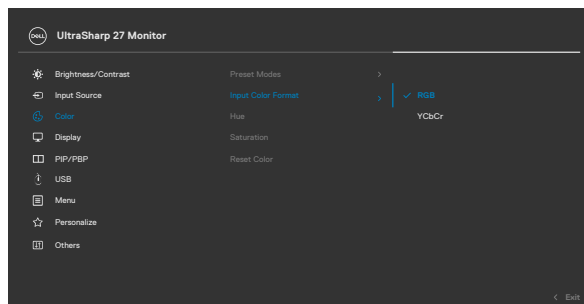 DELL UltraSharp 27 Monitor
Brightness/Contrast Preset Modes
Input Source Input Color Format RGB
Color Hue YCbCr
Display Saturation
PIP/PBP Reset Color
USB
Menu
Personalize
Others
Exit